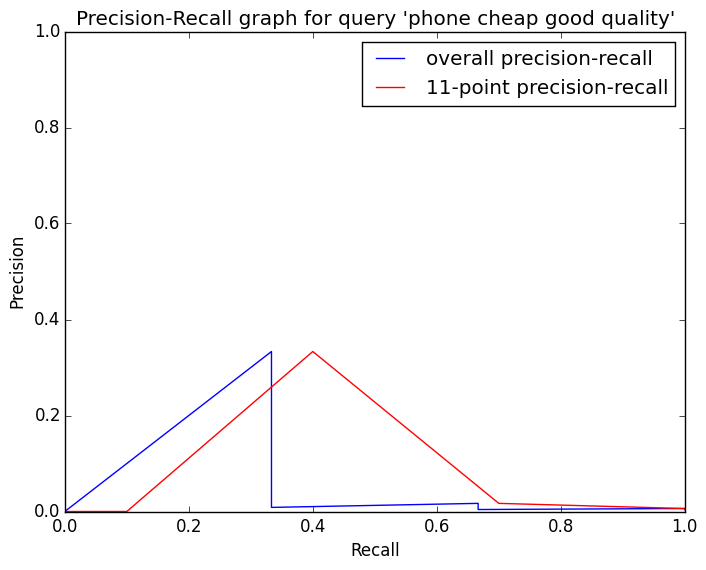 Precision-Recall graph for query 'phone cheap good quality'
1.0
overall precision-recall
11-point precision-recall
0.8
0.6
Precision
0.4
0.2
0.0
0.0 0.2 0.4 0.6 0.8 1.0
Recall